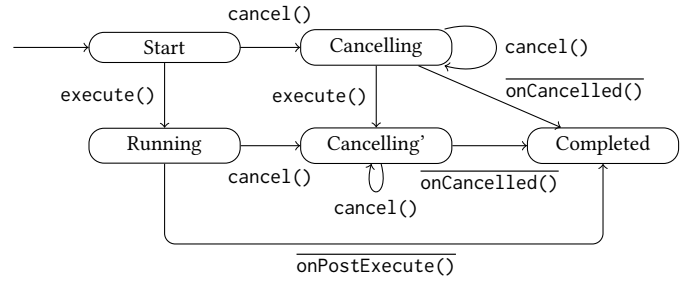 cancel()
Start
Cancelling
cancel()
execute()
execute()
onCancelled()
Running
Cancelling'
Completed
cancel()
onCancelled()
cancel()
onPostExecute()